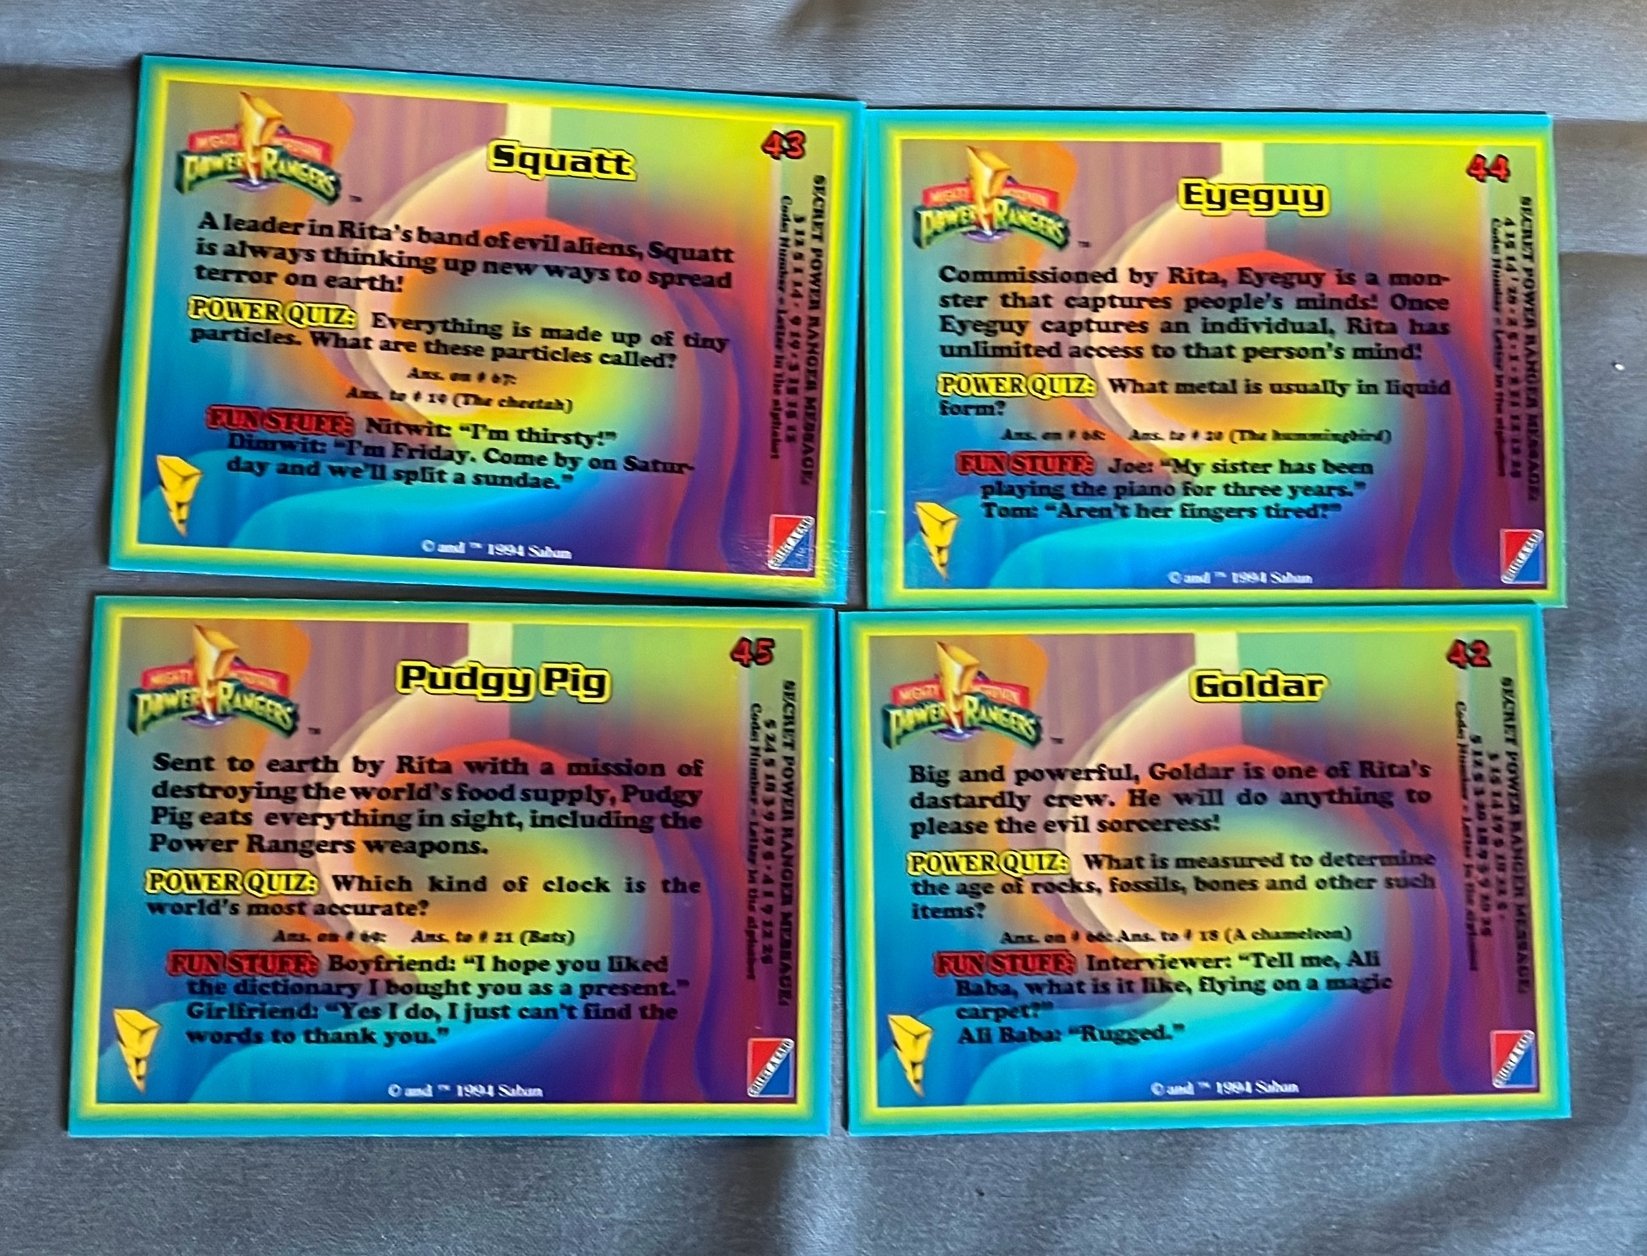 MIGHTY MORPHIN
POWER RANGERS
™
Squatt
43
A leader in Rita's band of evil aliens, Squatt
is always thinking up new ways to spread
terror on earth!
POWER QUIZ: Everything is made up of tiny
particles. What are these particles called?
Ans. on # 67:
Ans. to # 19 (The cheetah)
FUN STUFF: Nitwit: “I'm thirsty!”
Dimwit: “I'm Friday. Come by on Satur-
day and we'll split a sundae.”
© and ™ 1994 Saban
SECRET POWER RANGER MESSAGE:
Code: Number = Letter in the alphabet
COLLECT-A-CARD
MIGHTY MORPHIN
POWER RANGERS
™
Eyeguy
44
Commissioned by Rita, Eyeguy is a mon-
ster that captures people's minds! Once
Eyeguy captures an individual, Rita has
unlimited access to that person's mind!
POWER QUIZ: What metal is usually in liquid
form?
Ans. on # 68: Ans. to # 20 (The hummingbird)
FUN STUFF: Joe: “My sister has been
playing the piano for three years.”
Tom: “Aren't her fingers tired?”
© and ™ 1994 Saban
SECRET POWER RANGER MESSAGE:
Code: Number = Letter in the alphabet
COLLECT-A-CARD
MIGHTY MORPHIN
POWER RANGERS
™
Pudgy Pig
45
Sent to earth by Rita with a mission of
destroying the world's food supply, Pudgy
Pig eats everything in sight, including the
Power Rangers weapons.
POWER QUIZ: Which kind of clock is the
world's most accurate?
Ans. on # 69: Ans. to # 21 (Bats)
FUN STUFF: Boyfriend: “I hope you liked
the dictionary I bought you as a present.”
Girlfriend: “Yes I do, I just can't find the
words to thank you.”
© and ™ 1994 Saban
SECRET POWER RANGER MESSAGE:
Code: Number = Letter in the alphabet
COLLECT-A-CARD
MIGHTY MORPHIN
POWER RANGERS
™
Goldar
42
Big and powerful, Goldar is one of Rita's
dastardly crew. He will do anything to
please the evil sorceress!
POWER QUIZ: What is measured to determine
the age of rocks, fossils, bones and other such
items?
Ans. on # 66: Ans. to # 18 (A chameleon)
FUN STUFF: Interviewer: “Tell me, Ali
Baba, what is it like, flying on a magic
carpet?”
Ali Baba: “Rugged.”
© and ™ 1994 Saban
SECRET POWER RANGER MESSAGE:
Code: Number = Letter in the alphabet
COLLECT-A-CARD